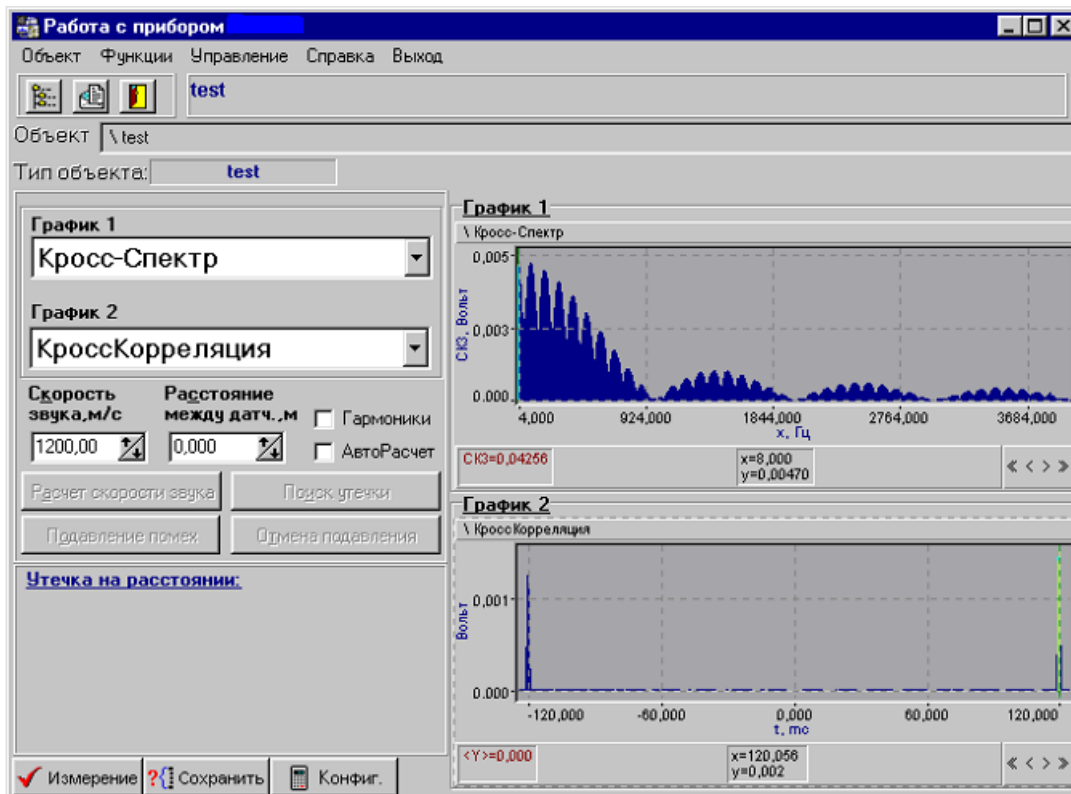 Работа с прибором
Объект Функции Управление Справка Выход
test
Объект \ test
Тип объекта: test
График 1
Кросс-Спектр
График 2
КроссКорреляция
Скорость звука,м/с
1200,00
Расстояние между датч.,м
0,000
Гармоники
АвтоРасчет
Расчет скорости звука
Поиск утечки
Подавление помех
Отмена подавления
Утечка на расстоянии:
Измерение
Сохранить
Конфиг.
График 1
\ Кросс-Спектр
СКЗ, Вольт
0,005
0,003
0,000
4,000 924,000 1844,000 2764,000 3684,000
x, Гц
СКЗ=0,04256
x=8,000
y=0,00470
График 2
\ КроссКорреляция
Вольт
0,001
0,000
-120,000 -60,000 0,000 60,000 120,000
t, mc
<Y>=0,000
x=120,056
y=0,002